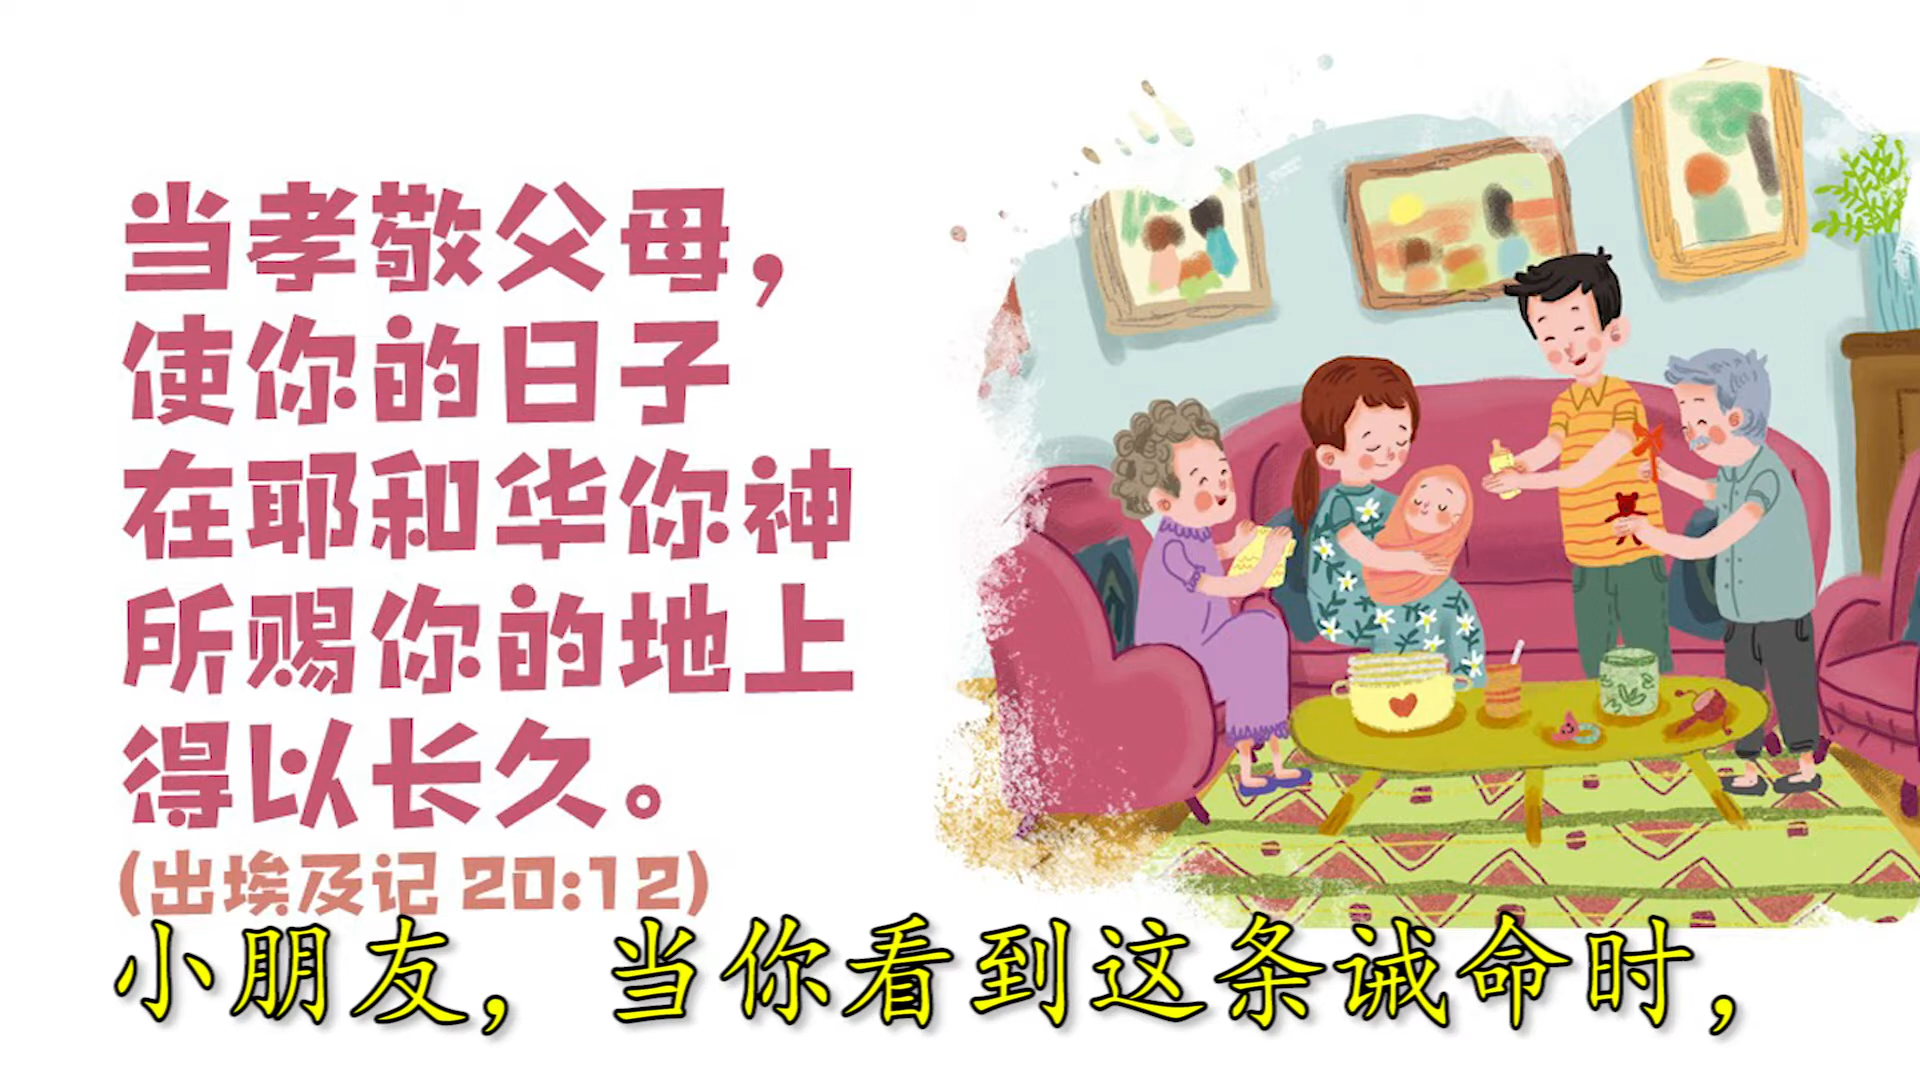 当孝敬父母，
使你的日子
在耶和华你神
所赐你的地上
得以长久。
(出埃及记 20:12)
小朋友，当你看到这条诫命时，